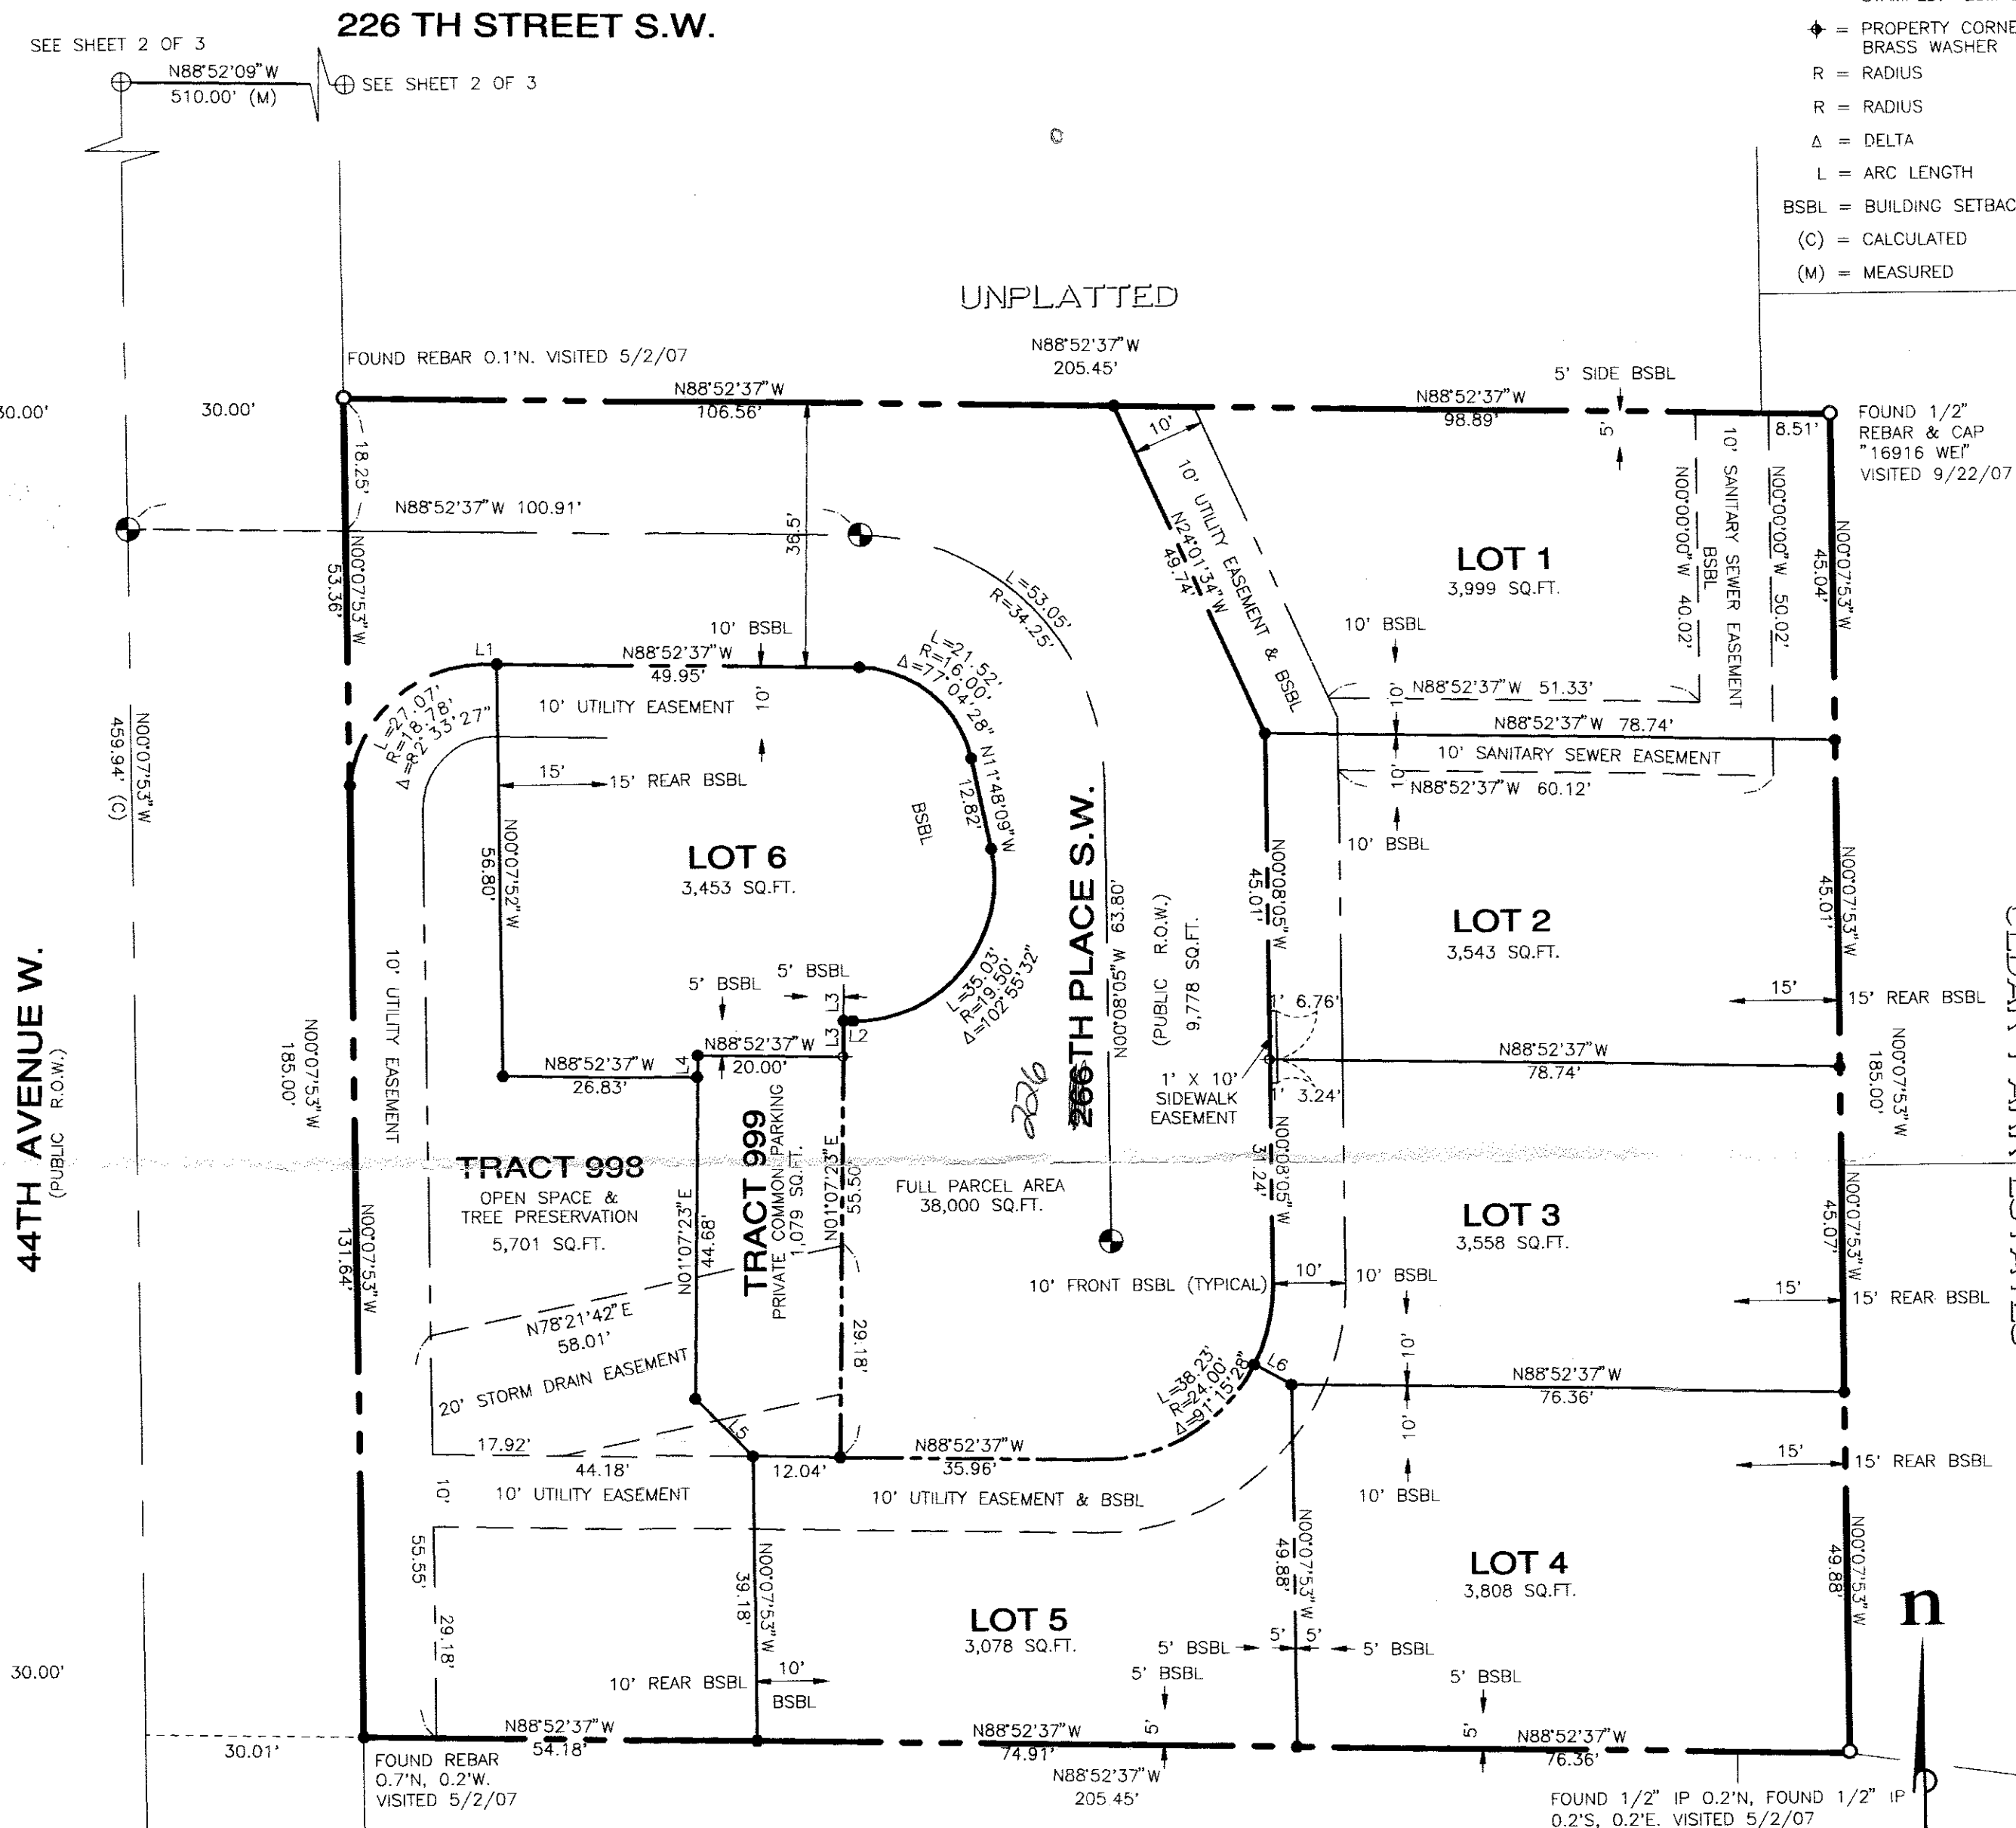 226 TH STREET S.W.
SEE SHEET 2 OF 3
N88°52'09"W
510.00' (M)
SEE SHEET 2 OF 3
= PROPERTY CORNE
BRASS WASHER
R = RADIUS
R = RADIUS
Δ = DELTA
L = ARC LENGTH
BSBL = BUILDING SETBAC
(C) = CALCULATED
(M) = MEASURED
UNPLATTED
N88°52'37"W
205.45'
FOUND REBAR 0.1'N. VISITED 5/2/07
N88°52'37"W
106.56'
N88°52'37"W
98.89'
5' SIDE BSBL
5'
8.51'
FOUND 1/2"
REBAR & CAP
"16916 WEI"
VISITED 9/22/07
30.00'
30.00'
18.25'
N88°52'37"W 100.91'
36.5'
N00°07'53"W
53.36'
10'
10' UTILITY EASEMENT & BSBL
N24°01'34"W
49.74'
LOT 1
3,999 SQ.FT.
N00°00'00"W 40.02'
BSBL
10' SANITARY SEWER EASEMENT
N00°00'00"W 50.02'
N00°07'53"W
45.04'
L=53.05'
R=34.25'
L1
N88°52'37"W
49.95'
10' BSBL
10'
10' UTILITY EASEMENT
L=27.07'
R=18.78'
Δ=82°33'27"
L=21.52'
R=16.00'
Δ=77°04'28"
N11°48'09"W
12.82'
10' BSBL
10'
N88°52'37"W 51.33'
N88°52'37"W 78.74'
10' SANITARY SEWER EASEMENT
10'
N88°52'37"W 60.12'
10' BSBL
N00°07'53"W
459.94' (C)
15'
15' REAR BSBL
N00°07'52"W
56.80'
LOT 6
3,453 SQ.FT.
BSBL
266TH PLACE S.W.
226
N00°08'05"W 63.80'
(PUBLIC R.O.W.)
9,778 SQ.FT.
N00°08'05"W
45.01'
LOT 2
3,543 SQ.FT.
N00°07'53"W
45.01'
15'
15' REAR BSBL
44TH AVENUE W.
(PUBLIC R.O.W.)
N00°07'53"W
185.00'
10' UTILITY EASEMENT
5' BSBL
5' BSBL
L3
L3
L2
L4
L=35.03'
R=19.50'
Δ=102°55'32"
N88°52'37"W
20.00'
N88°52'37"W
26.83'
1' 6.76'
1' 3.24'
1' X 10'
SIDEWALK
EASEMENT
N88°52'37"W
78.74'
N00°07'53"W
185.00'
TRACT 998
OPEN SPACE &
TREE PRESERVATION
5,701 SQ.FT.
N01°07'23"E
44.68'
TRACT 999
PRIVATE COMMON PARKING
1,079 SQ.FT.
N01°07'23"E
55.50'
FULL PARCEL AREA
38,000 SQ.FT.
N00°08'05"W
31.24'
LOT 3
3,558 SQ.FT.
N00°07'53"W
45.07'
N00°07'53"W
131.64'
N78°21'42"E
58.01'
20' STORM DRAIN EASEMENT
29.18'
10' FRONT BSBL (TYPICAL)
10'
10' BSBL
15'
15' REAR BSBL
L=38.23'
R=24.00'
Δ=91°15'28"
L6
10'
N88°52'37"W
76.36'
10'
10' BSBL
L5
17.92'
44.18'
12.04'
N88°52'37"W
35.96'
15'
15' REAR BSBL
10'
10' UTILITY EASEMENT
10' UTILITY EASEMENT & BSBL
55.55'
29.18'
N00°07'53"W
39.18'
N00°07'53"W
49.88'
LOT 4
3,808 SQ.FT.
N00°07'53"W
49.88'
n
LOT 5
3,078 SQ.FT.
30.00'
10' REAR BSBL
10'
BSBL
5' BSBL
5' 5'
5' BSBL
5' BSBL
5'
5' BSBL
5'
30.01'
N88°52'37"W
54.18'
N88°52'37"W
74.91'
N88°52'37"W
76.36'
FOUND REBAR
0.7'N, 0.2'W.
VISITED 5/2/07
N88°52'37"W
205.45'
FOUND 1/2" IP 0.2'N, FOUND 1/2" IP
0.2'S, 0.2'E. VISITED 5/2/07